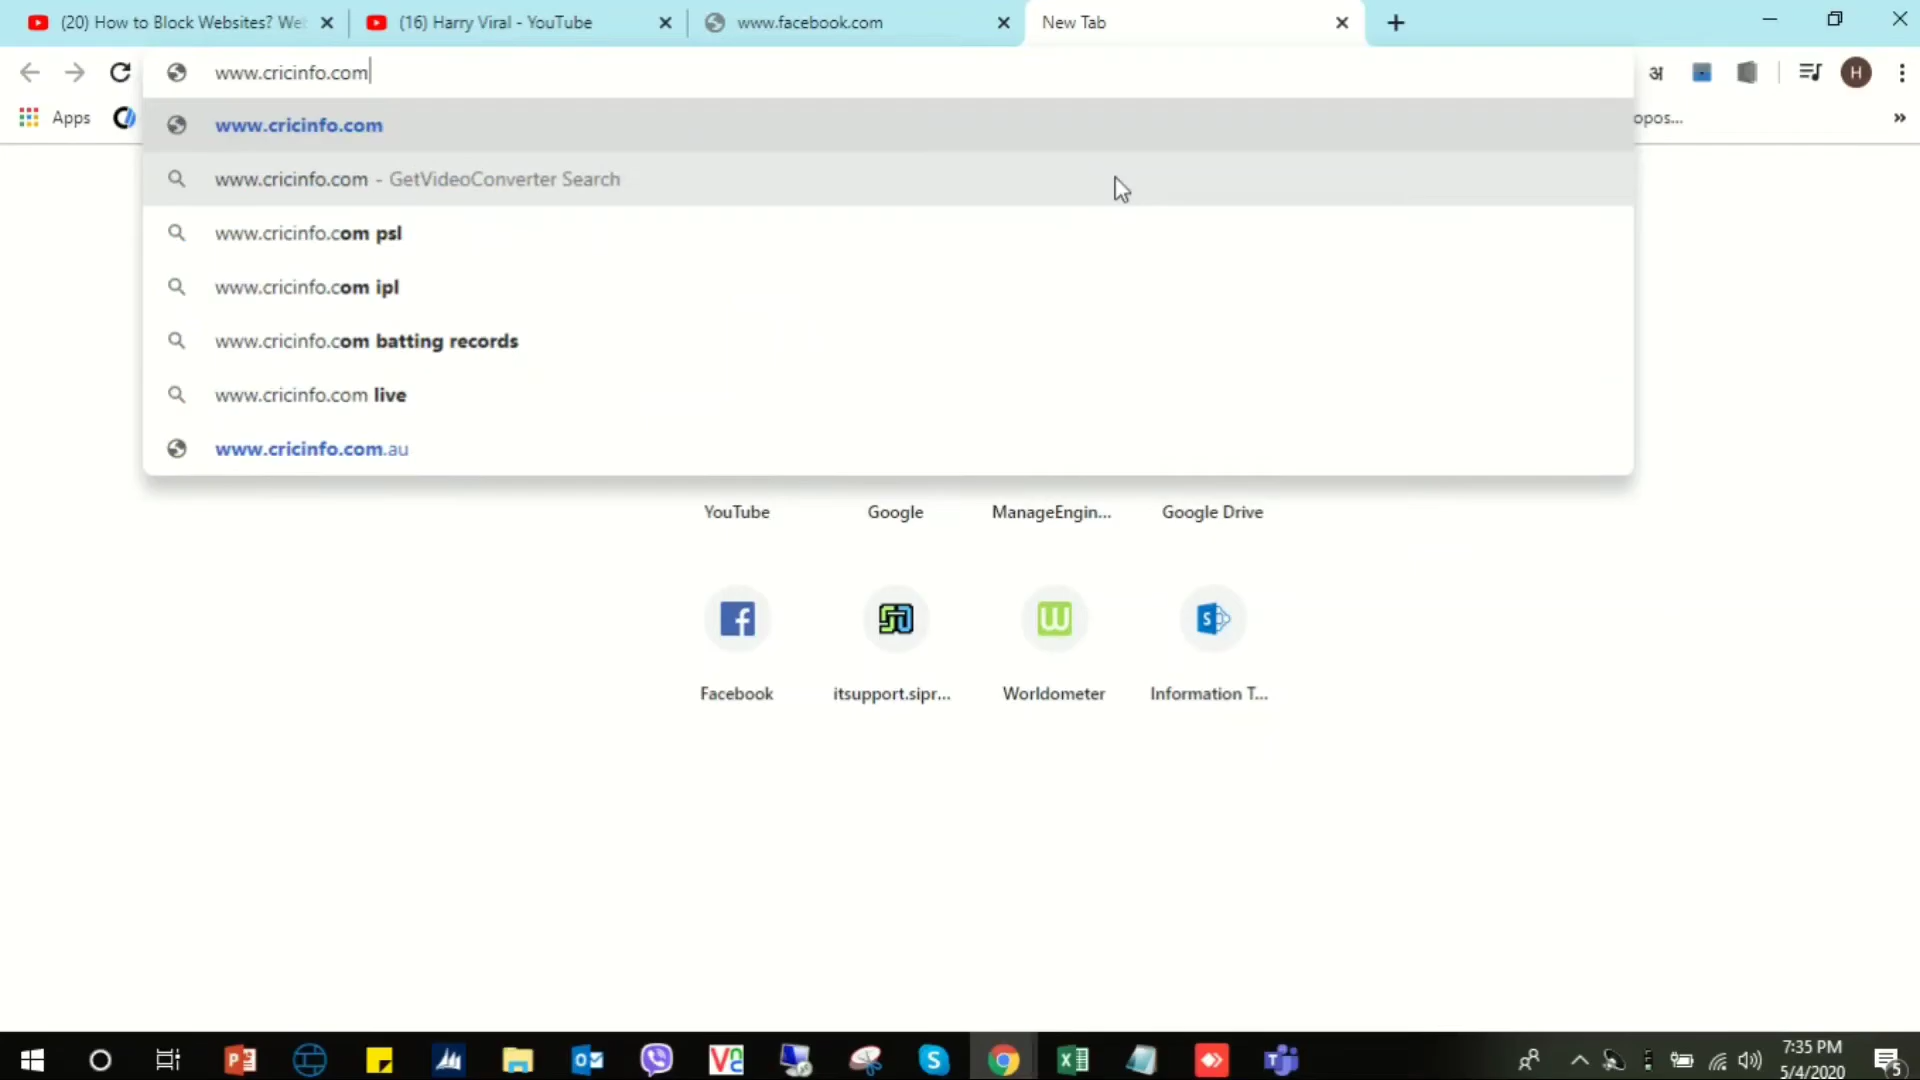 (20) How to Block Websites? We
(16) Harry Viral - YouTube
www.facebook.com
New Tab
www.cricinfo.com
अ
H
Apps
opos...
www.cricinfo.com
www.cricinfo.com - GetVideoConverter Search
www.cricinfo.com psl
www.cricinfo.com ipl
www.cricinfo.com batting records
www.cricinfo.com live
www.cricinfo.com.au
YouTube
Google
ManageEngin...
Google Drive
Facebook
itsupport.sipr...
Worldometer
Information T...
7:35 PM
5/4/2020
5